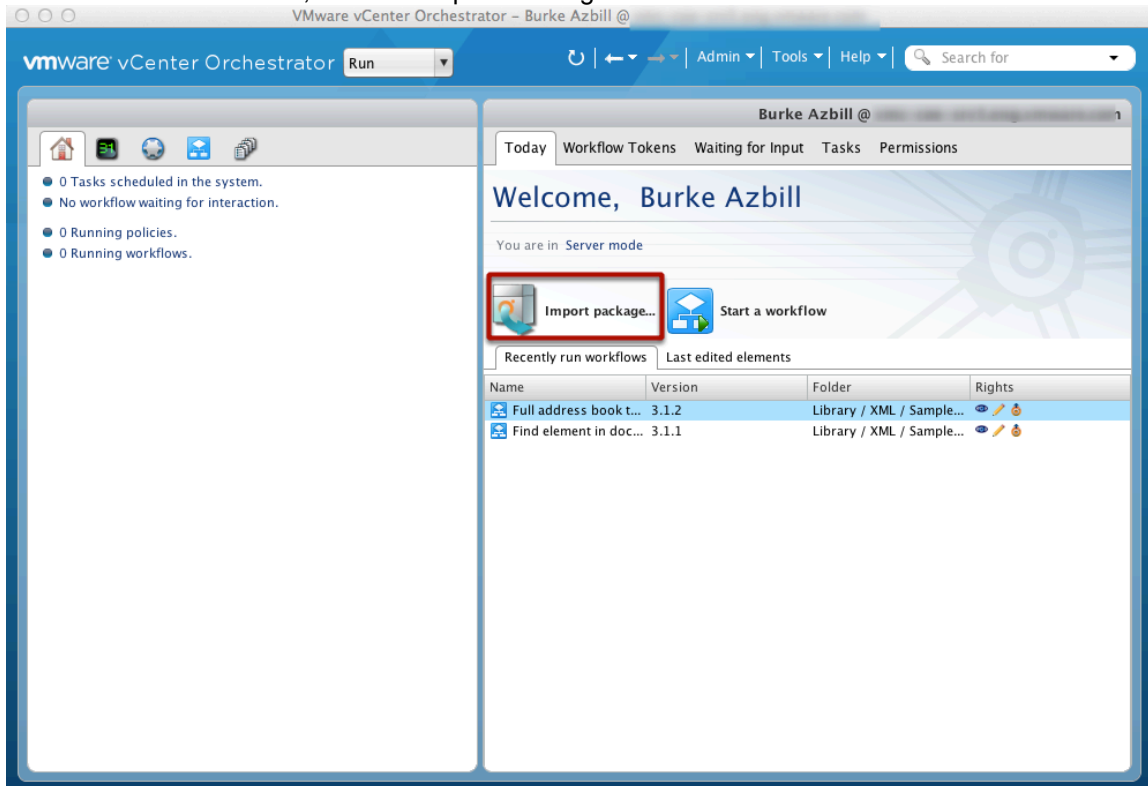 VMware vCenter Orchestrator – Burke Azbill @
vmware vCenter Orchestrator Run Admin Tools Help Search for
Burke Azbill @
Today Workflow Tokens Waiting for Input Tasks Permissions
0 Tasks scheduled in the system.
No workflow waiting for interaction.
0 Running policies.
0 Running workflows.
Welcome, Burke Azbill
You are in Server mode
Import package... Start a workflow
Recently run workflows Last edited elements
Name Version Folder Rights
Full address book t... 3.1.2 Library / XML / Sample...
Find element in doc... 3.1.1 Library / XML / Sample...